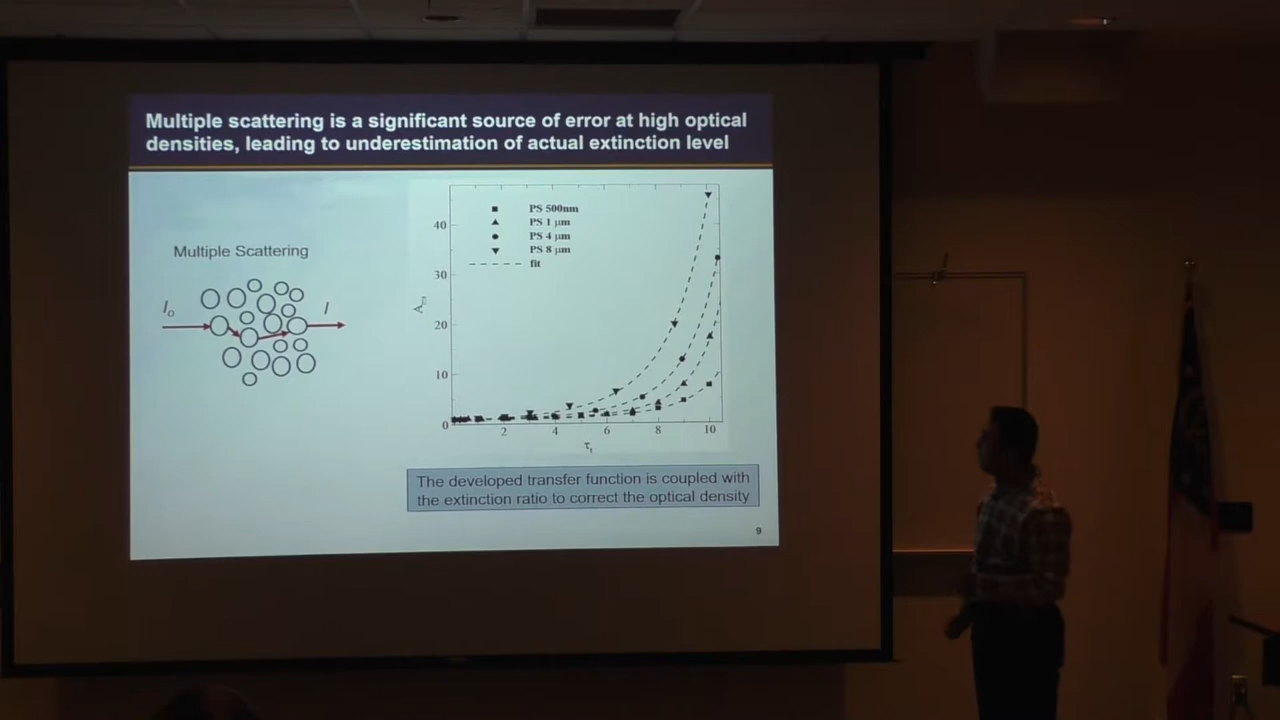 Multiple scattering is a significant source of error at high optical
densities, leading to underestimation of actual extinction level
Multiple Scattering
I₀
I
PS 500nm
PS 1 μm
PS 4 μm
PS 8 μm
fit
40
30
20
10
0
2
4
6
8
10
The developed transfer function is coupled with
the extinction ratio to correct the optical density
9